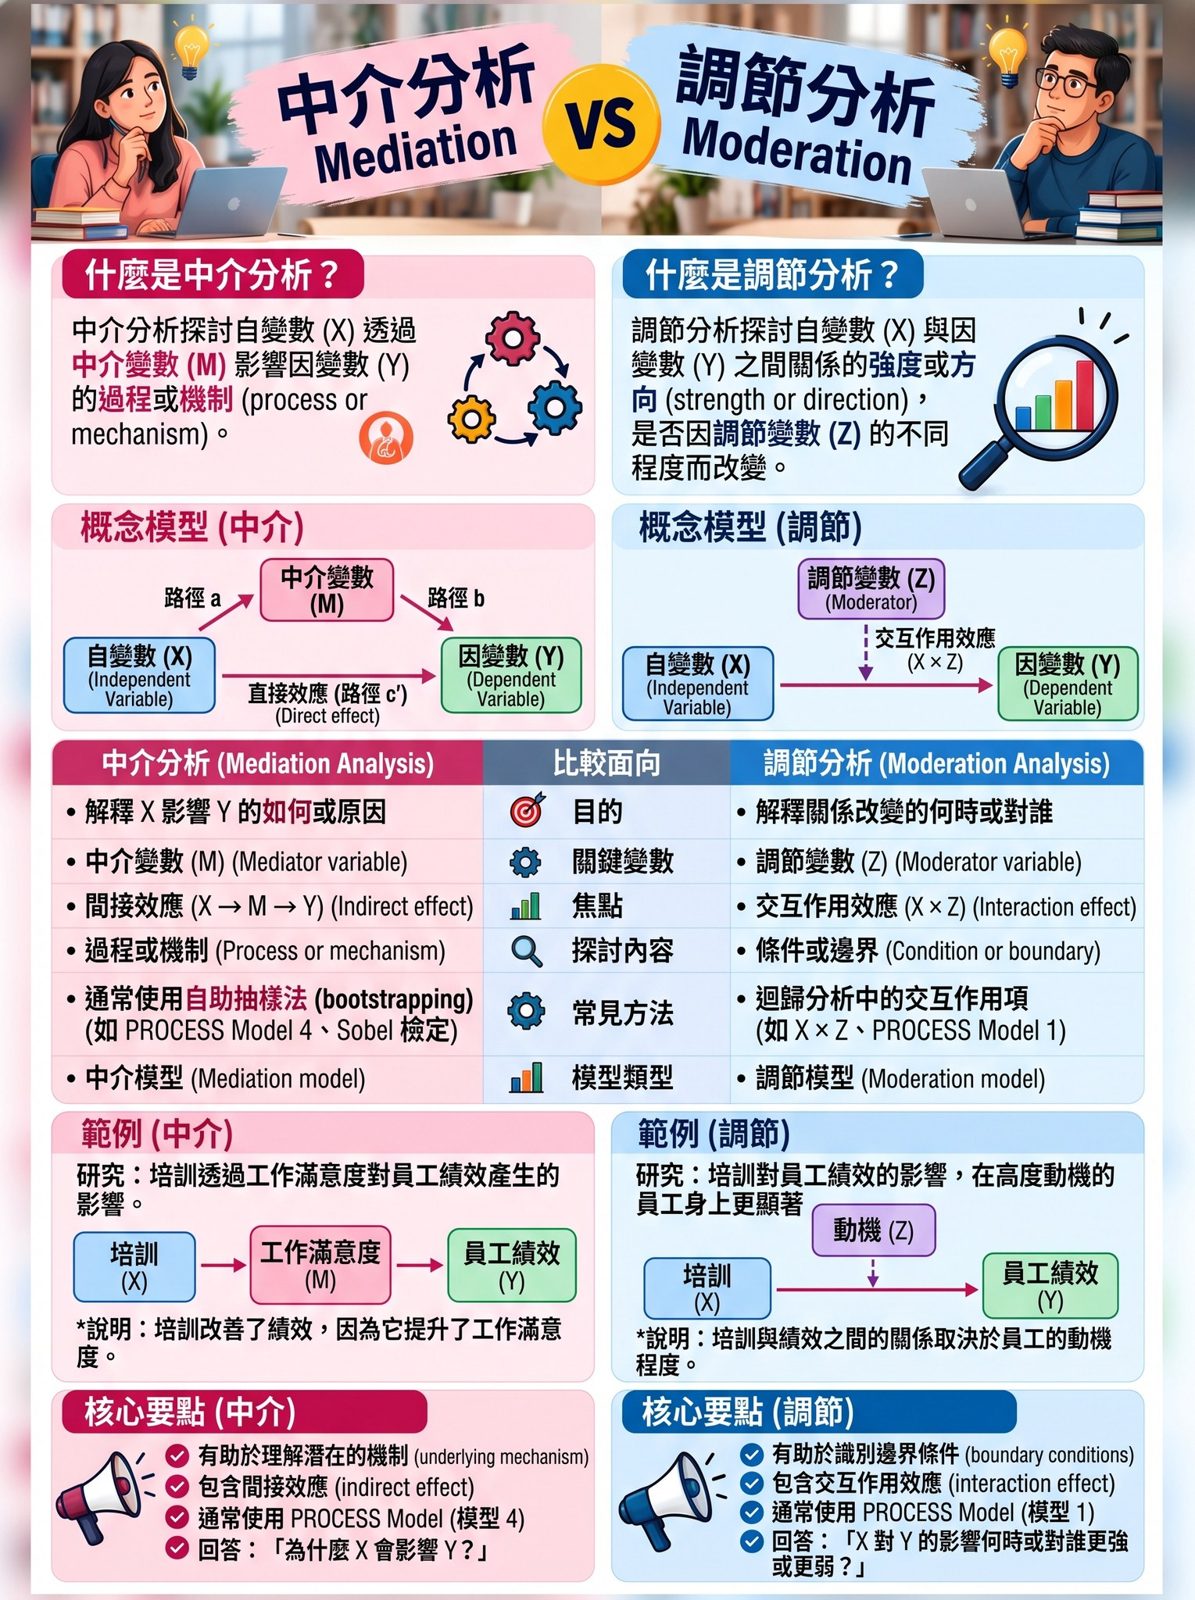 中介分析
Mediation
VS
調節分析
Moderation
什麼是中介分析？
中介分析探討自變數 (X) 透過
中介變數 (M) 影響因變數 (Y)
的過程或機制 (process or
mechanism)。
什麼是調節分析？
調節分析探討自變數 (X) 與因
變數 (Y) 之間關係的強度或方
向 (strength or direction)，
是否因調節變數 (Z) 的不同
程度而改變。
概念模型 (中介)
中介變數
(M)
路徑 a
路徑 b
自變數 (X)
(Independent
Variable)
因變數 (Y)
(Dependent
Variable)
直接效應 (路徑 c')
(Direct effect)
概念模型 (調節)
調節變數 (Z)
(Moderator)
交互作用效應
(X × Z)
自變數 (X)
(Independent
Variable)
因變數 (Y)
(Dependent
Variable)
中介分析 (Mediation Analysis)
比較面向
調節分析 (Moderation Analysis)
• 解釋 X 影響 Y 的如何或原因
目的
• 解釋關係改變的何時或對誰
• 中介變數 (M) (Mediator variable)
關鍵變數
• 調節變數 (Z) (Moderator variable)
• 間接效應 (X → M → Y) (Indirect effect)
焦點
• 交互作用效應 (X × Z) (Interaction effect)
• 過程或機制 (Process or mechanism)
探討內容
• 條件或邊界 (Condition or boundary)
• 通常使用自助抽樣法 (bootstrapping)
(如 PROCESS Model 4、Sobel 檢定)
常見方法
• 迴歸分析中的交互作用項
(如 X × Z、PROCESS Model 1)
• 中介模型 (Mediation model)
模型類型
• 調節模型 (Moderation model)
範例 (中介)
研究：培訓透過工作滿意度對員工績效產生的
影響。
培訓
(X)
工作滿意度
(M)
員工績效
(Y)
*說明：培訓改善了績效，因為它提升了工作滿意
度。
範例 (調節)
研究：培訓對員工績效的影響，在高度動機的
員工身上更顯著
動機 (Z)
培訓
(X)
員工績效
(Y)
*說明：培訓與績效之間的關係取決於員工的動機
程度。
核心要點 (中介)
有助於理解潛在的機制 (underlying mechanism)
包含間接效應 (indirect effect)
通常使用 PROCESS Model (模型 4)
回答：「為什麼 X 會影響 Y？」
核心要點 (調節)
有助於識別邊界條件 (boundary conditions)
包含交互作用效應 (interaction effect)
通常使用 PROCESS Model (模型 1)
回答：「X 對 Y 的影響何時或對誰更強
或更弱？」